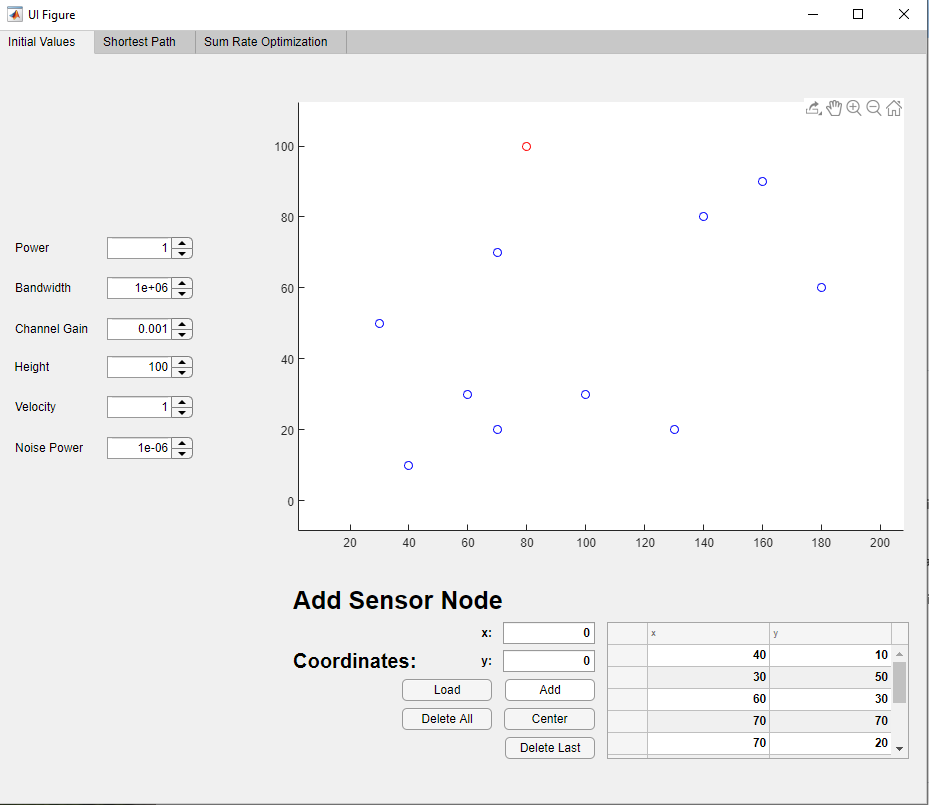 UI Figure
Initial Values Shortest Path Sum Rate Optimization
100
80
60
40
20
0
20 40 60 80 100 120 140 160 180 200
Power 1
Bandwidth 1e+06
Channel Gain 0.001
Height 100
Velocity 1
Noise Power 1e-06
Add Sensor Node
x: 0
Coordinates: y: 0
Load Add
Delete All Center
Delete Last
x y
40 10
30 50
60 30
70 70
70 20